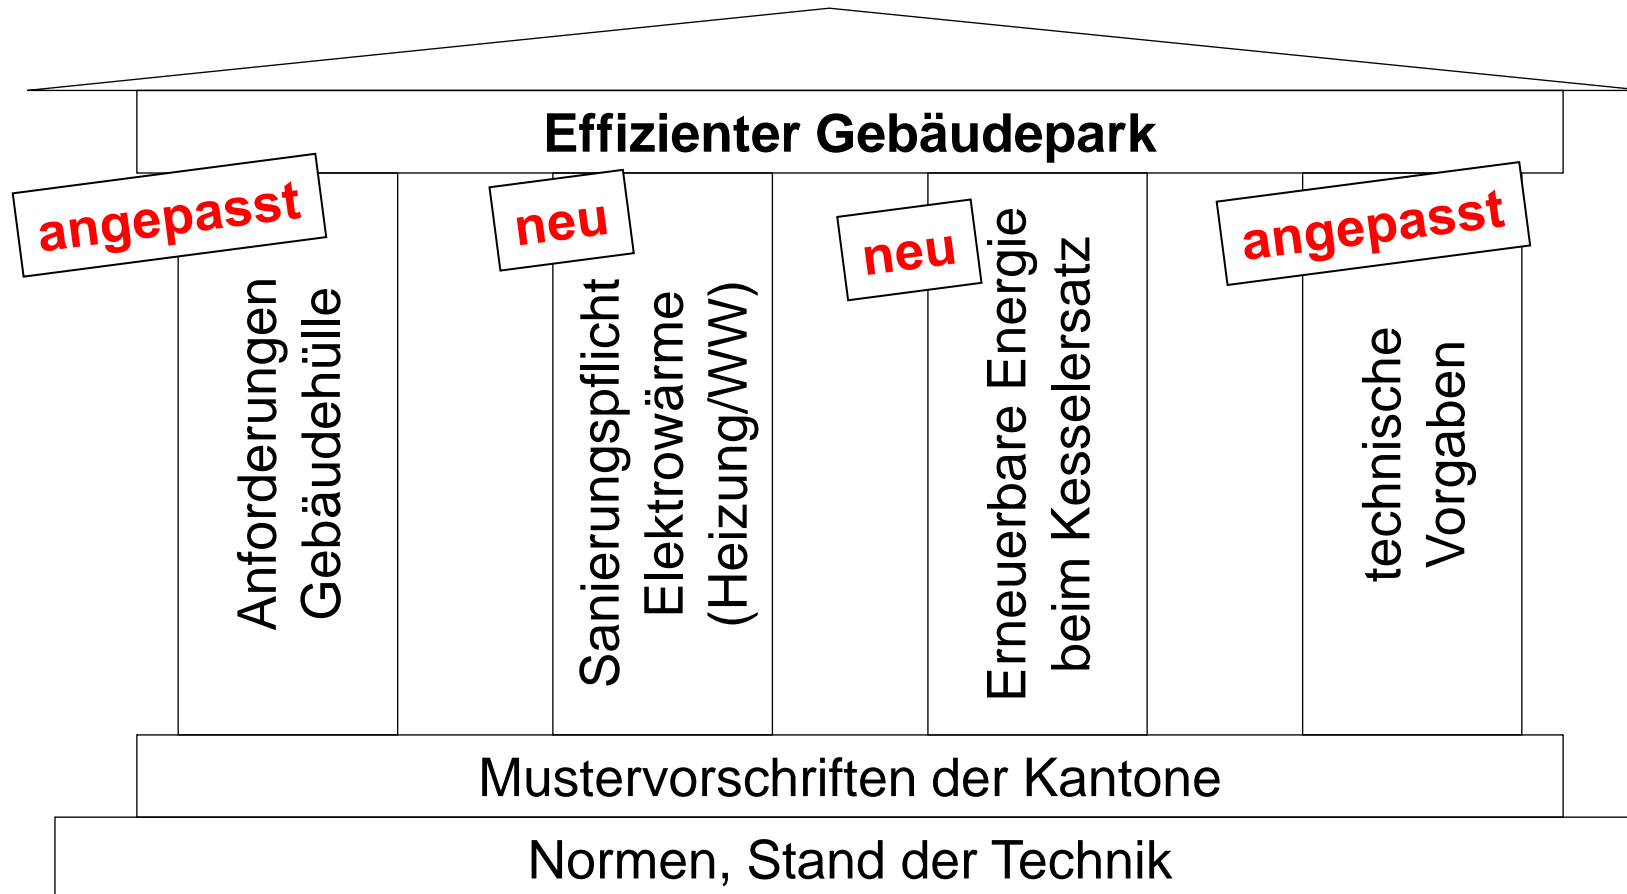 Effizienter Gebäudepark
angepasst
Anforderungen
Gebäudehülle
neu
Sanierungspflicht
Elektrowärme
(Heizung/WW)
neu
Erneuerbare Energie
beim Kesselersatz
angepasst
technische
Vorgaben
Mustervorschriften der Kantone
Normen, Stand der Technik